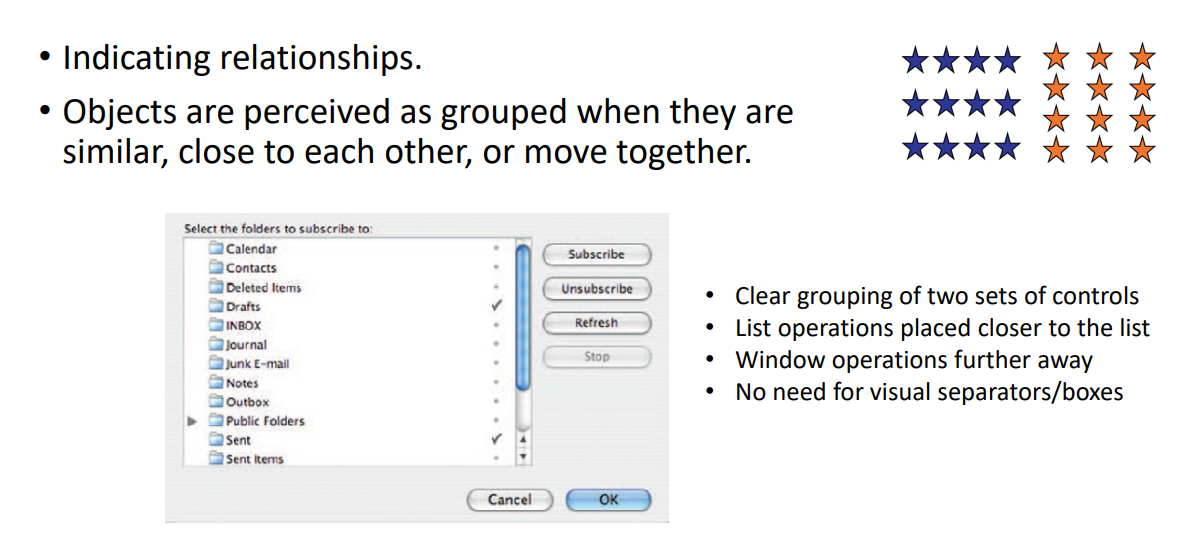 • Indicating relationships.
• Objects are perceived as grouped when they are
similar, close to each other, or move together.
Select the folders to subscribe to:
Calendar
Contacts
Deleted Items
Drafts
INBOX
Journal
Junk E-mail
Notes
Outbox
Public Folders
Sent
Sent Items
Subscribe
Unsubscribe
Refresh
Stop
Cancel
OK
• Clear grouping of two sets of controls
• List operations placed closer to the list
• Window operations further away
• No need for visual separators/boxes